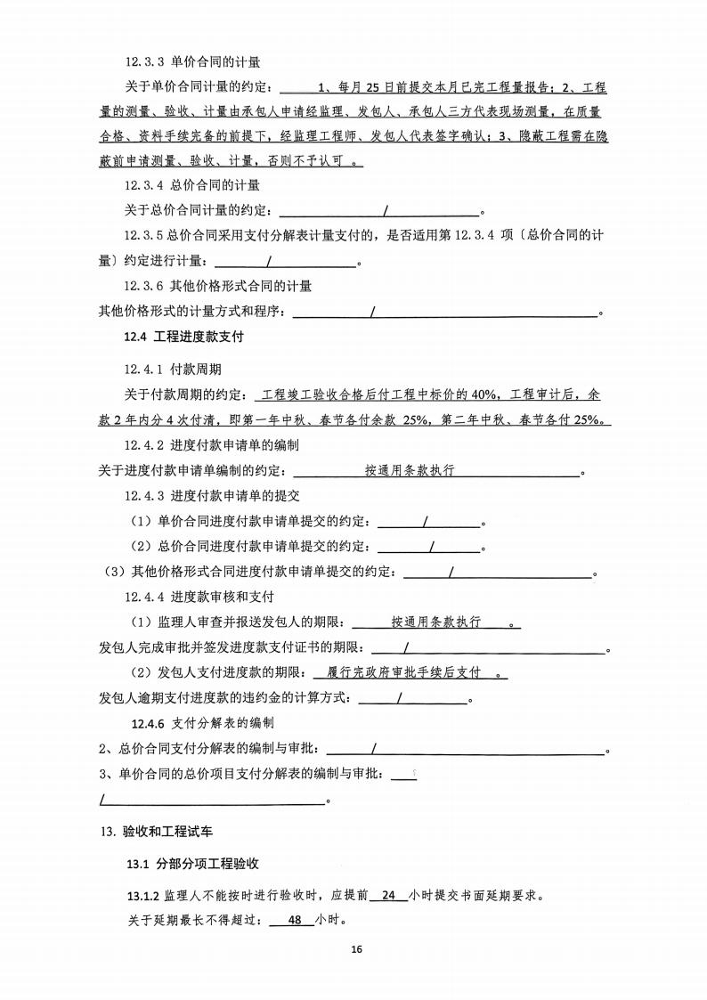 12.3.3 单价合同的计量
关于单价合同计量的约定： 1、每月 25 日前提交本月已完工程量报告；2、工程
量的测量、验收、计量由承包人申请经监理、发包人、承包人三方代表现场测量，在质量
合格、资料手续完备的前提下，经监理工程师、发包人代表签字确认；3、隐蔽工程需在隐
蔽前申请测量、验收、计量，否则不予认可 。
12.3.4 总价合同的计量
关于总价合同计量的约定： / 。
12.3.5 总价合同采用支付分解表计量支付的，是否适用第 12.3.4 项〔总价合同的计
量〕约定进行计量： / 。
12.3.6 其他价格形式合同的计量
其他价格形式的计量方式和程序： / 。
12.4 工程进度款支付
12.4.1 付款周期
关于付款周期的约定： 工程竣工验收合格后付工程中标价的 40%，工程审计后，余
款 2 年内分 4 次付清，即第一年中秋、春节各付余款 25%，第二年中秋、春节各付 25%。
12.4.2 进度付款申请单的编制
关于进度付款申请单编制的约定： 按通用条款执行 。
12.4.3 进度付款申请单的提交
（1）单价合同进度付款申请单提交的约定： / 。
（2）总价合同进度付款申请单提交的约定： / 。
（3）其他价格形式合同进度付款申请单提交的约定： / 。
12.4.4 进度款审核和支付
（1）监理人审查并报送发包人的期限： 按通用条款执行 。
发包人完成审批并签发进度款支付证书的期限： / 。
（2）发包人支付进度款的期限： 履行完政府审批手续后支付 。
发包人逾期支付进度款的违约金的计算方式： / 。
12.4.6 支付分解表的编制
2、总价合同支付分解表的编制与审批： / 。
3、单价合同的总价项目支付分解表的编制与审批：
/ 。
13. 验收和工程试车
13.1 分部分项工程验收
13.1.2 监理人不能按时进行验收时，应提前 24 小时提交书面延期要求。
关于延期最长不得超过： 48 小时。
16